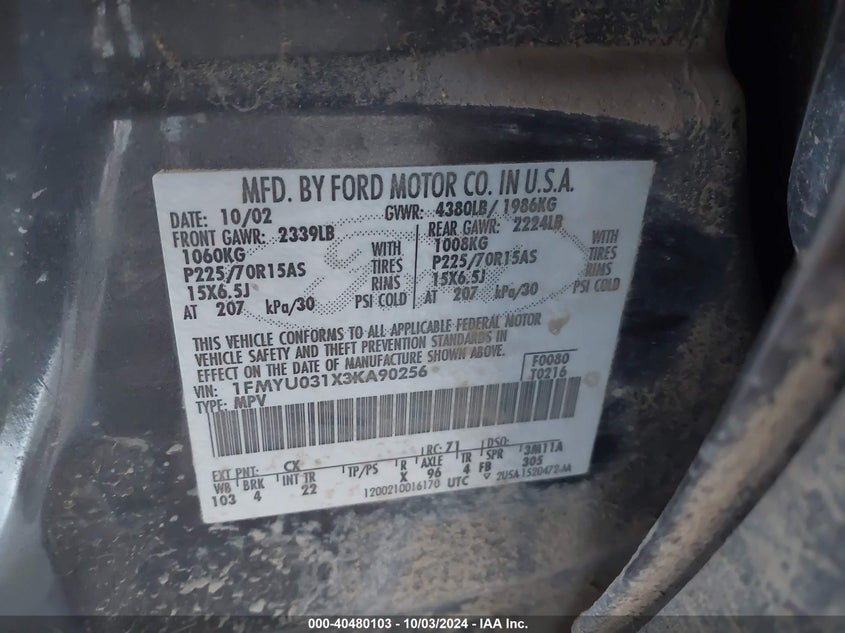 MFD. BY FORD MOTOR CO. IN U.S.A.
DATE: 10/02 GVWR: 4380LB/ 1986KG
FRONT GAWR: 2339LB REAR GAWR: 2224LB
1060KG WITH 1008KG WITH
P225/70R15AS TIRES P225/70R15AS TIRES
15X6.5J RIMS 15X6.5J RIMS
AT 207 kPa/30 PSI COLD AT 207 kPa/30 PSI COLD
THIS VEHICLE CONFORMS TO ALL APPLICABLE FEDERAL MOTOR
VEHICLE SAFETY AND THEFT PREVENTION STANDARDS IN
EFFECT ON THE DATE OF MANUFACTURE SHOWN ABOVE.
VIN: 1FMYU031X3KA90256 F0080
TYPE: MPV T0216
EXT PNT: CX RC: 71 DSO:
WB BRK INT TR TP/PS R AXLE TR SPR 3M11A
103 4 22 X 96 4 FB 305
1200210016170 UTC 2U5A 1520472 AA
000-40480103 - 10/03/2024 - IAA Inc.